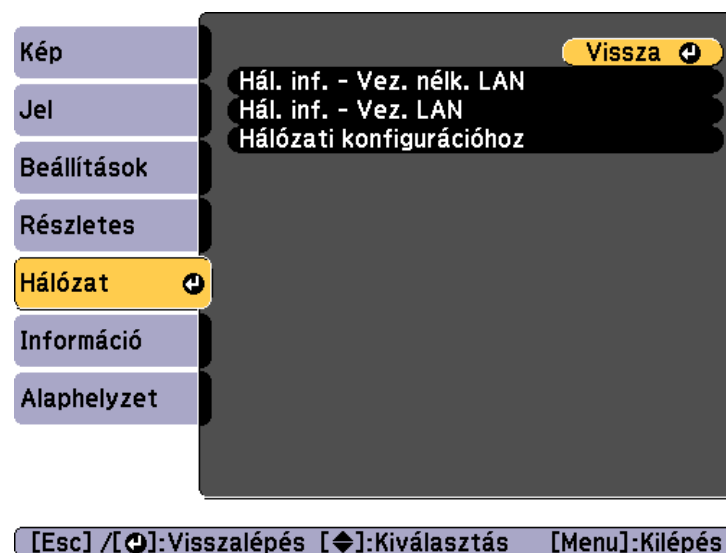 Kép
Jel
Beállítások
Részletes
Hálózat
Információ
Alaphelyzet
Vissza
Hál. inf. - Vez. nélk. LAN
Hál. inf. - Vez. LAN
Hálózati konfigurációhoz
[Esc] /[⏎]:Visszalépés [◆]:Kiválasztás [Menu]:Kilépés